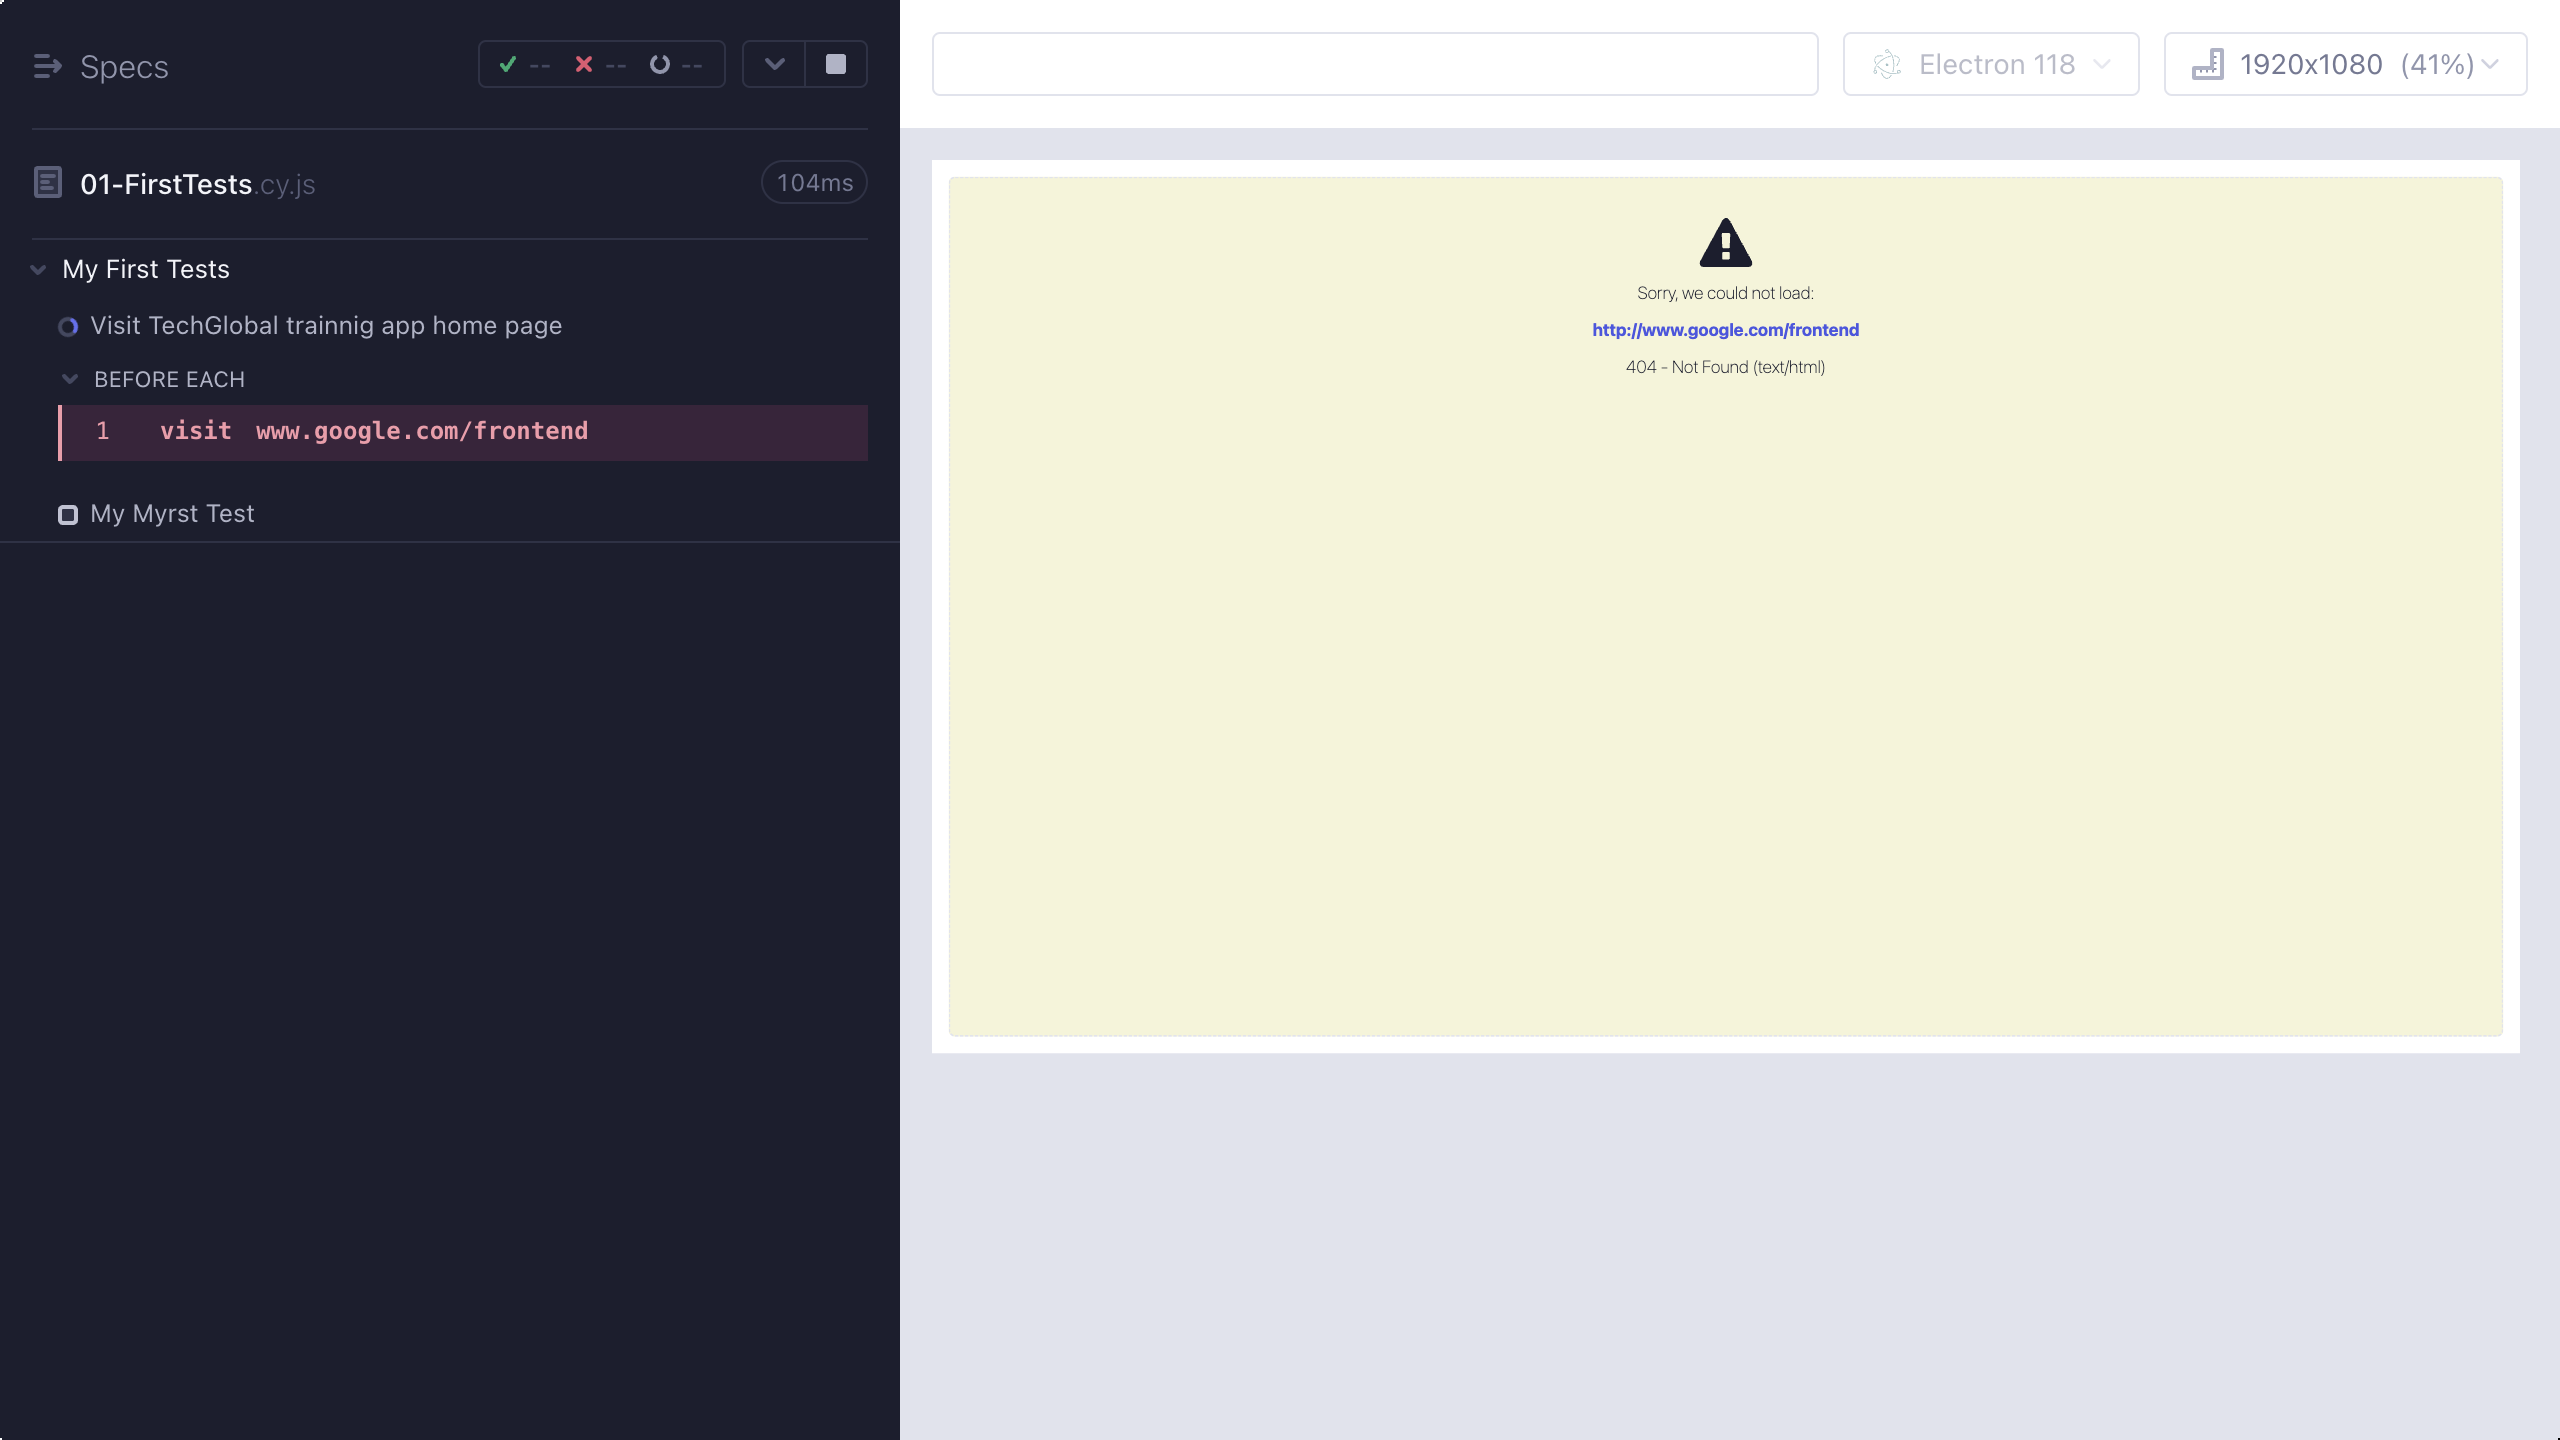 Specs
-- -- --
01-FirstTests.cy.js
104ms
My First Tests
Visit TechGlobal trainnig app home page
BEFORE EACH
1 visit www.google.com/frontend
My Myrst Test
Electron 118
1920x1080 (41%)
Sorry, we could not load:
http://www.google.com/frontend
404 - Not Found (text/html)